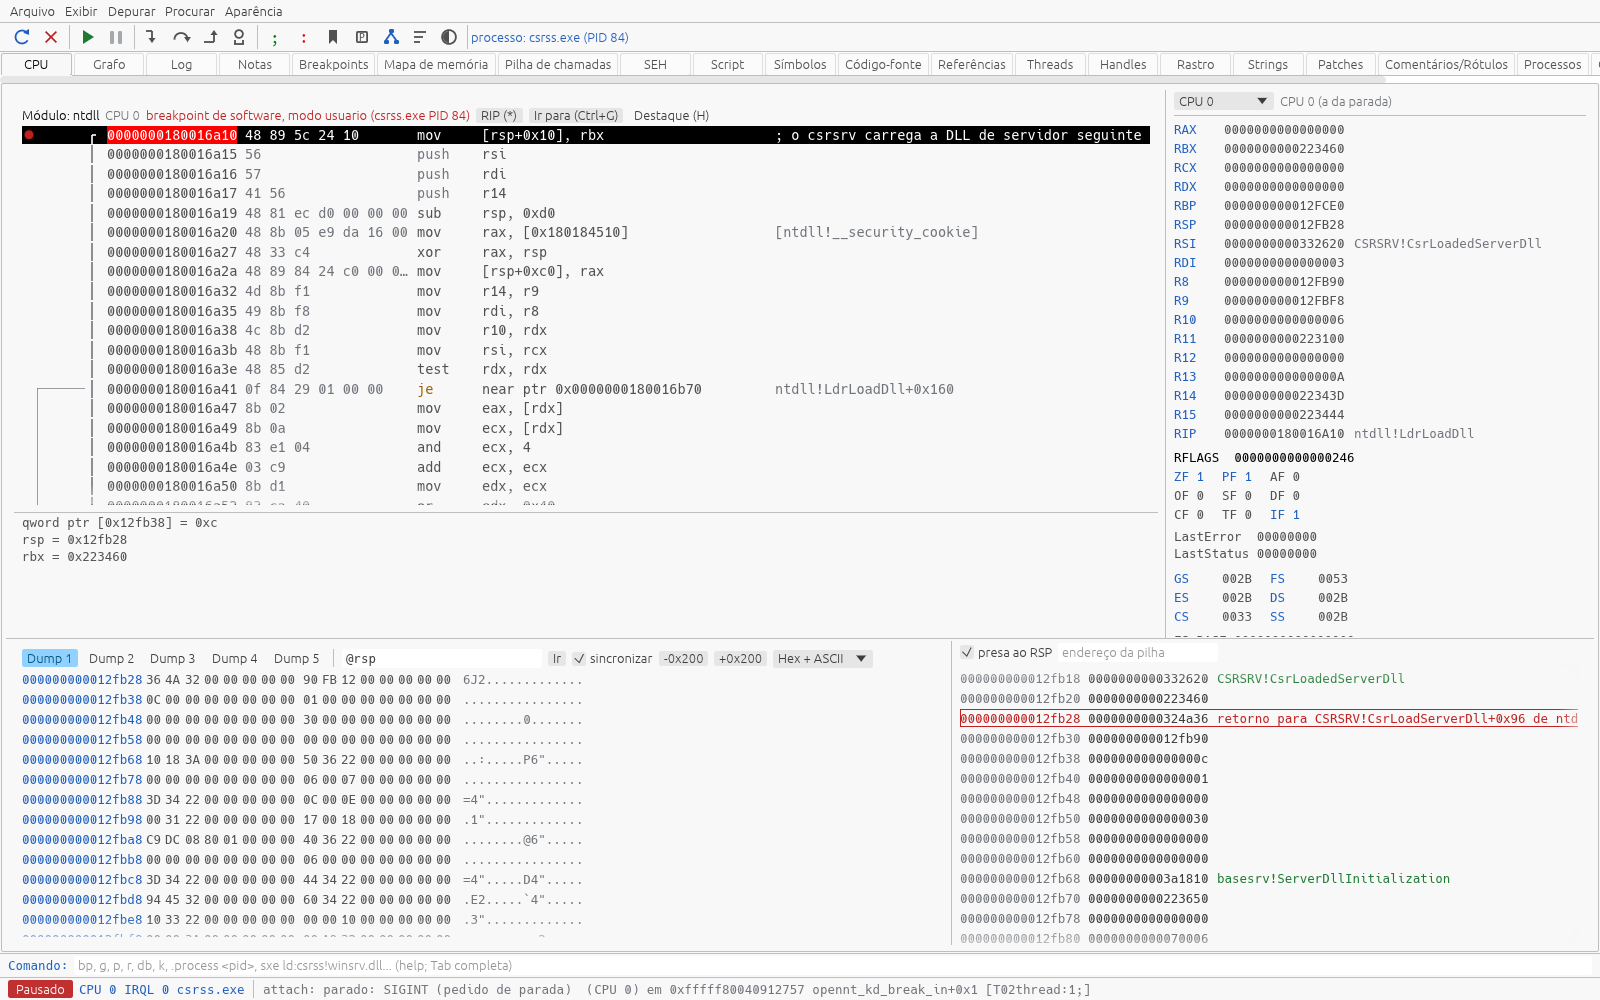 Arquivo Exibir Depurar Procurar Aparência
processo: csrss.exe (PID 84)
CPU Grafo Log Notas Breakpoints Mapa de memória Pilha de chamadas SEH Script Símbolos Código-fonte Referências Threads Handles Rastro Strings Patches Comentários/Rótulos Processos
Módulo: ntdll CPU 0 breakpoint de software, modo usuario (csrss.exe PID 84) RIP (*) Ir para (Ctrl+G) Destaque (H)
0000000180016a10 48 89 5c 24 10 mov [rsp+0x10], rbx ; o csrsrv carrega a DLL de servidor seguinte
0000000180016a15 56 push rsi
0000000180016a16 57 push rdi
0000000180016a17 41 56 push r14
0000000180016a19 48 81 ec d0 00 00 00 sub rsp, 0xd0
0000000180016a20 48 8b 05 e9 da 16 00 mov rax, [0x180184510] [ntdll!__security_cookie]
0000000180016a27 48 33 c4 xor rax, rsp
0000000180016a2a 48 89 84 24 c0 00 0… mov [rsp+0xc0], rax
0000000180016a32 4d 8b f1 mov r14, r9
0000000180016a35 49 8b f8 mov rdi, r8
0000000180016a38 4c 8b d2 mov r10, rdx
0000000180016a3b 48 8b f1 mov rsi, rcx
0000000180016a3e 48 85 d2 test rdx, rdx
0000000180016a41 0f 84 29 01 00 00 je near ptr 0x0000000180016b70 ntdll!LdrLoadDll+0x160
0000000180016a47 8b 02 mov eax, [rdx]
0000000180016a49 8b 0a mov ecx, [rdx]
0000000180016a4b 83 e1 04 and ecx, 4
0000000180016a4e 03 c9 add ecx, ecx
0000000180016a50 8b d1 mov edx, ecx
qword ptr [0x12fb38] = 0xc
rsp = 0x12fb28
rbx = 0x223460
CPU 0 CPU 0 (a da parada)
RAX 0000000000000000
RBX 0000000000223460
RCX 0000000000000000
RDX 0000000000000000
RBP 000000000012FCE0
RSP 000000000012FB28
RSI 0000000000332620 CSRSRV!CsrLoadedServerDll
RDI 0000000000000003
R8 000000000012FB90
R9 000000000012FBF8
R10 0000000000000006
R11 0000000000223100
R12 0000000000000000
R13 000000000000000A
R14 000000000022343D
R15 0000000000223444
RIP 0000000180016A10 ntdll!LdrLoadDll
RFLAGS 0000000000000246
ZF 1 PF 1 AF 0
OF 0 SF 0 DF 0
CF 0 TF 0 IF 1
LastError 00000000
LastStatus 00000000
GS 002B FS 0053
ES 002B DS 002B
CS 0033 SS 002B
Dump 1 Dump 2 Dump 3 Dump 4 Dump 5 @rsp Ir sincronizar -0x200 +0x200 Hex + ASCII
000000000012fb28 36 4A 32 00 00 00 00 00 90 FB 12 00 00 00 00 00 6J2.............
000000000012fb38 0C 00 00 00 00 00 00 00 01 00 00 00 00 00 00 00 ................
000000000012fb48 00 00 00 00 00 00 00 00 30 00 00 00 00 00 00 00 ........0.......
000000000012fb58 00 00 00 00 00 00 00 00 00 00 00 00 00 00 00 00 ................
000000000012fb68 10 18 3A 00 00 00 00 00 50 36 22 00 00 00 00 00 ..:.....P6".....
000000000012fb78 00 00 00 00 00 00 00 00 06 00 07 00 00 00 00 00 ................
000000000012fb88 3D 34 22 00 00 00 00 00 0C 00 0E 00 00 00 00 00 =4".............
000000000012fb98 00 31 22 00 00 00 00 00 17 00 18 00 00 00 00 00 .1".............
000000000012fba8 C9 DC 08 80 01 00 00 00 40 36 22 00 00 00 00 00 ........@6".....
000000000012fbb8 00 00 00 00 00 00 00 00 06 00 00 00 00 00 00 00 ................
000000000012fbc8 3D 34 22 00 00 00 00 00 44 34 22 00 00 00 00 00 =4".....D4".....
000000000012fbd8 94 45 32 00 00 00 00 00 60 34 22 00 00 00 00 00 .E2.....`4".....
000000000012fbe8 10 33 22 00 00 00 00 00 00 00 10 00 00 00 00 00 .3".............
presa ao RSP endereço da pilha
000000000012fb18 0000000000332620 CSRSRV!CsrLoadedServerDll
000000000012fb20 0000000000223460
000000000012fb28 0000000000324a36 retorno para CSRSRV!CsrLoadServerDll+0x96 de ntd
000000000012fb30 000000000012fb90
000000000012fb38 000000000000000c
000000000012fb40 0000000000000001
000000000012fb48 0000000000000000
000000000012fb50 0000000000000030
000000000012fb58 0000000000000000
000000000012fb60 0000000000000000
000000000012fb68 00000000003a1810 basesrv!ServerDllInitialization
000000000012fb70 0000000000223650
000000000012fb78 0000000000000000
000000000012fb80 0000000000070006
Comando: bp, g, p, r, db, k, .process <pid>, sxe ld:csrss!winsrv.dll... (help; Tab completa)
Pausado CPU 0 IRQL 0 csrss.exe attach: parado: SIGINT (pedido de parada) (CPU 0) em 0xfffff80040912757 opennt_kd_break_in+0x1 [T02thread:1;]